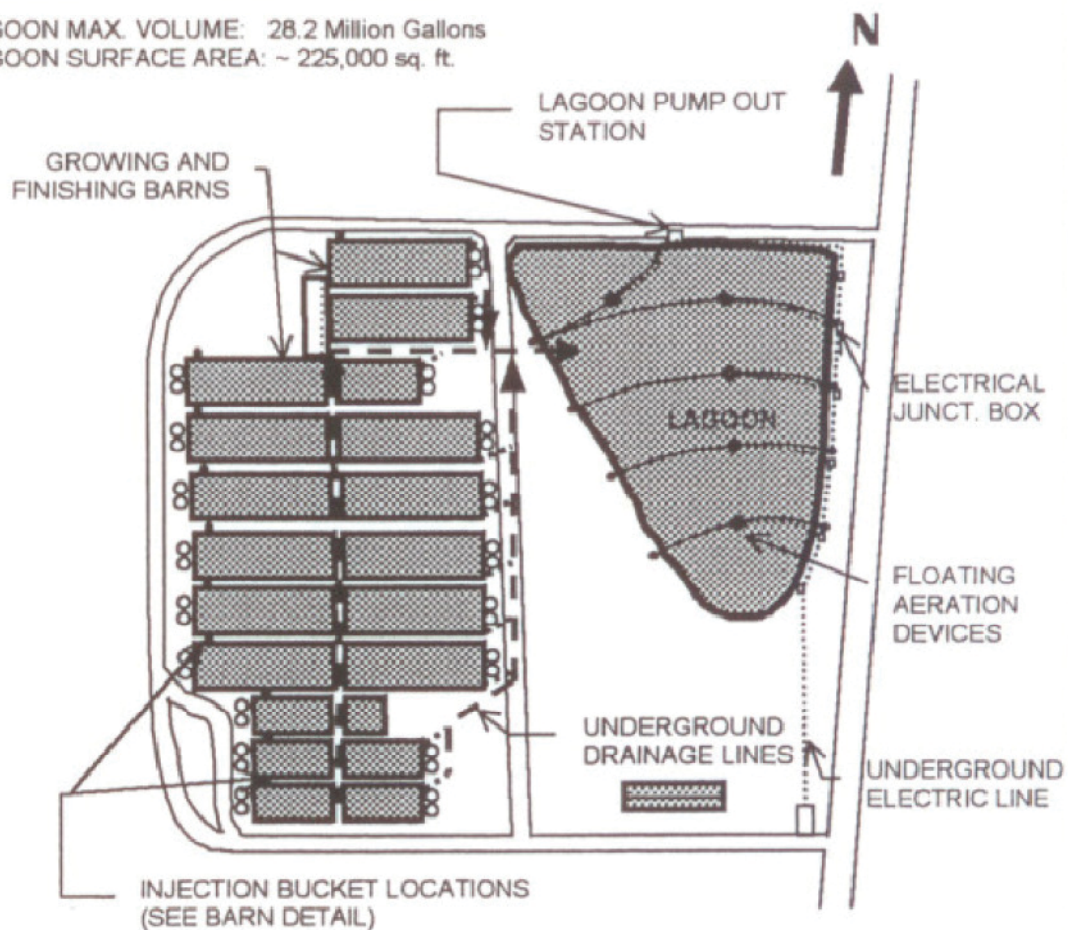 GOON MAX. VOLUME: 28.2 Million Gallons
GOON SURFACE AREA: ~ 225,000 sq. ft.
N
LAGOON PUMP OUT
STATION
GROWING AND
FINISHING BARNS
ELECTRICAL
JUNCT. BOX
LAGOON
FLOATING
AERATION
DEVICES
UNDERGROUND
DRAINAGE LINES
UNDERGROUND
ELECTRIC LINE
INJECTION BUCKET LOCATIONS
(SEE BARN DETAIL)